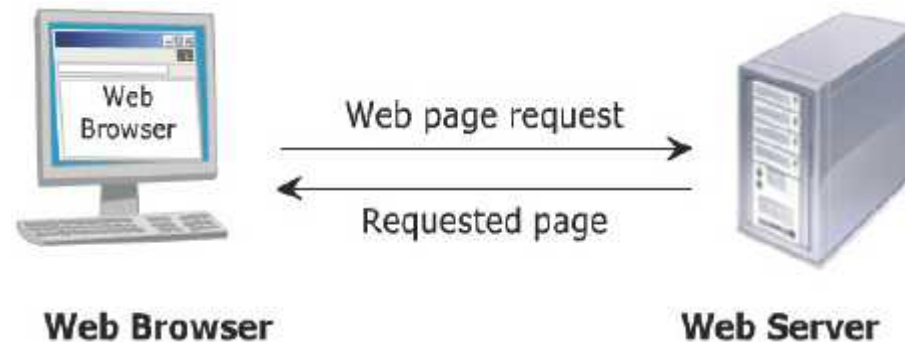 Web
Browser
Web page request
Requested page
Web Browser
Web Server